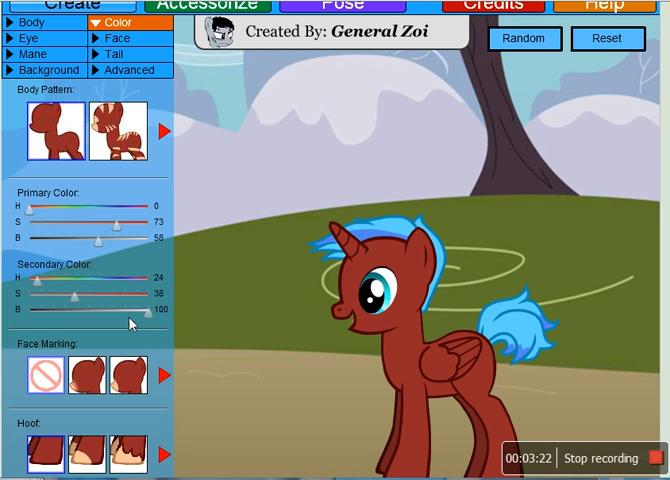 Create Accessorize Pose Credits Help
Body Color
Eye Face
Mane Tail
Background Advanced
Created By: General Zoi
Random Reset
Body Pattern:
Primary Color:
H 0
S 73
B 58
Secondary Color:
H 24
S 38
B 100
Face Marking:
Hoof:
00:03:22 Stop recording